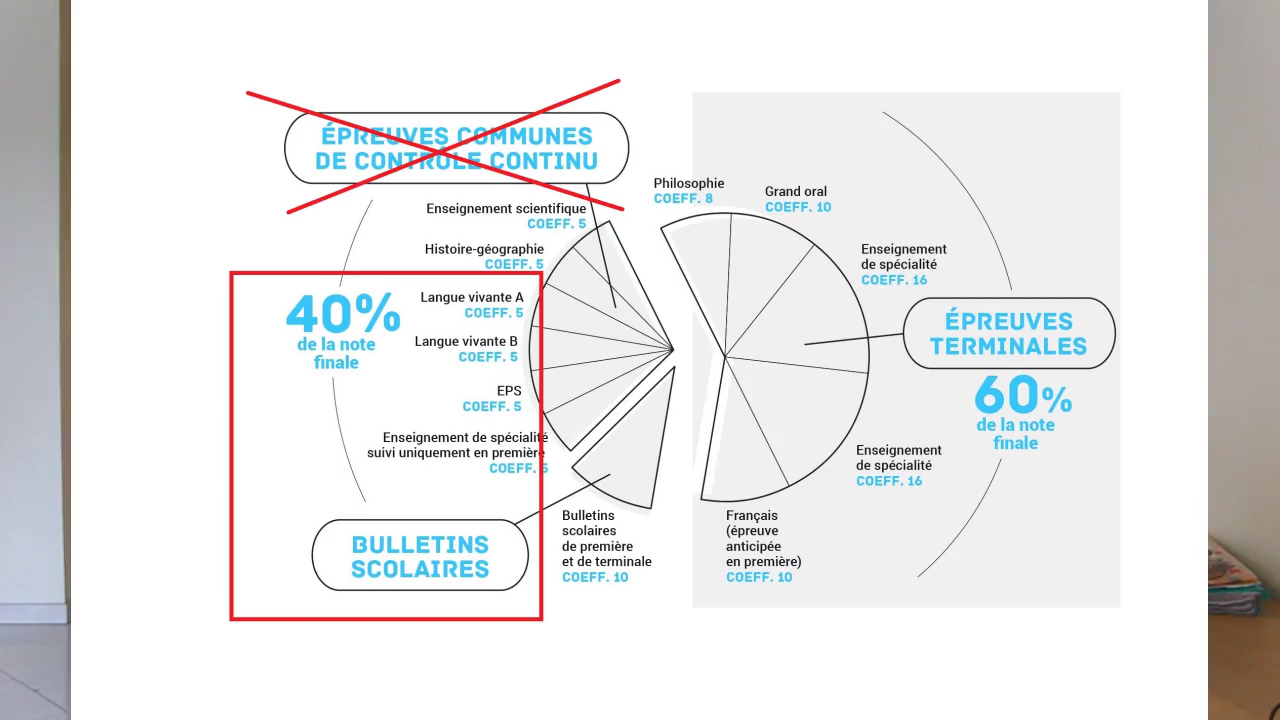 ÉPREUVES COMMUNES
DE CONTRÔLE CONTINU
Enseignement scientifique
COEFF. 5
Histoire-géographie
COEFF. 5
40%
de la note
finale
Langue vivante A
COEFF. 5
Langue vivante B
COEFF. 5
EPS
COEFF. 5
Enseignement de spécialité
suivi uniquement en première
COEFF. 5
BULLETINS
SCOLAIRES
Bulletins
scolaires
de première
et de terminale
COEFF. 10
Philosophie
COEFF. 8
Grand oral
COEFF. 10
Enseignement
de spécialité
COEFF. 16
ÉPREUVES
TERMINALES
60%
de la note
finale
Enseignement
de spécialité
COEFF. 16
Français
(épreuve
anticipée
en première)
COEFF. 10